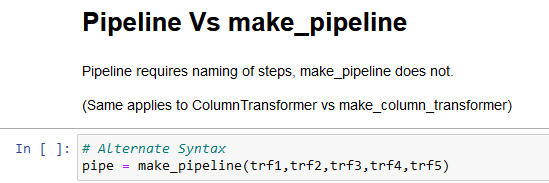 Pipeline Vs make_pipeline
Pipeline requires naming of steps, make_pipeline does not.
(Same applies to ColumnTransformer vs make_column_transformer)
In [ ]: # Alternate Syntax
pipe = make_pipeline(trf1,trf2,trf3,trf4,trf5)